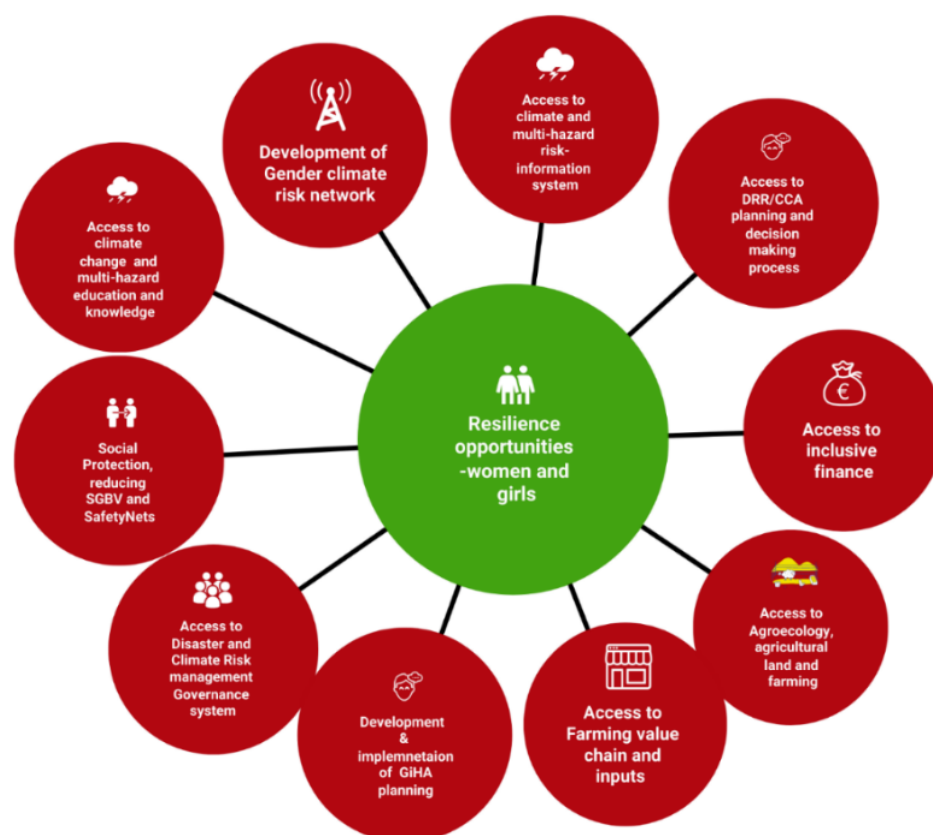 Development of
Gender climate
risk network
Access to
climate and
multi-hazard
risk-
information
system
Access to
DRR/CCA
planning and
decision
making
process
Access to
inclusive
finance
Access to
Agroecology,
agricultural
land and
farming
Access to
Farming value
chain and
inputs
Development
&
implemnetaion
of GiHA
planning
Access to
Disaster and
Climate Risk
management
Governance
system
Social
Protection,
reducing
SGBV and
SafetyNets
Access to
climate
change and
multi-hazard
education and
knowledge
Resilience
opportunities
-women and
girls
€